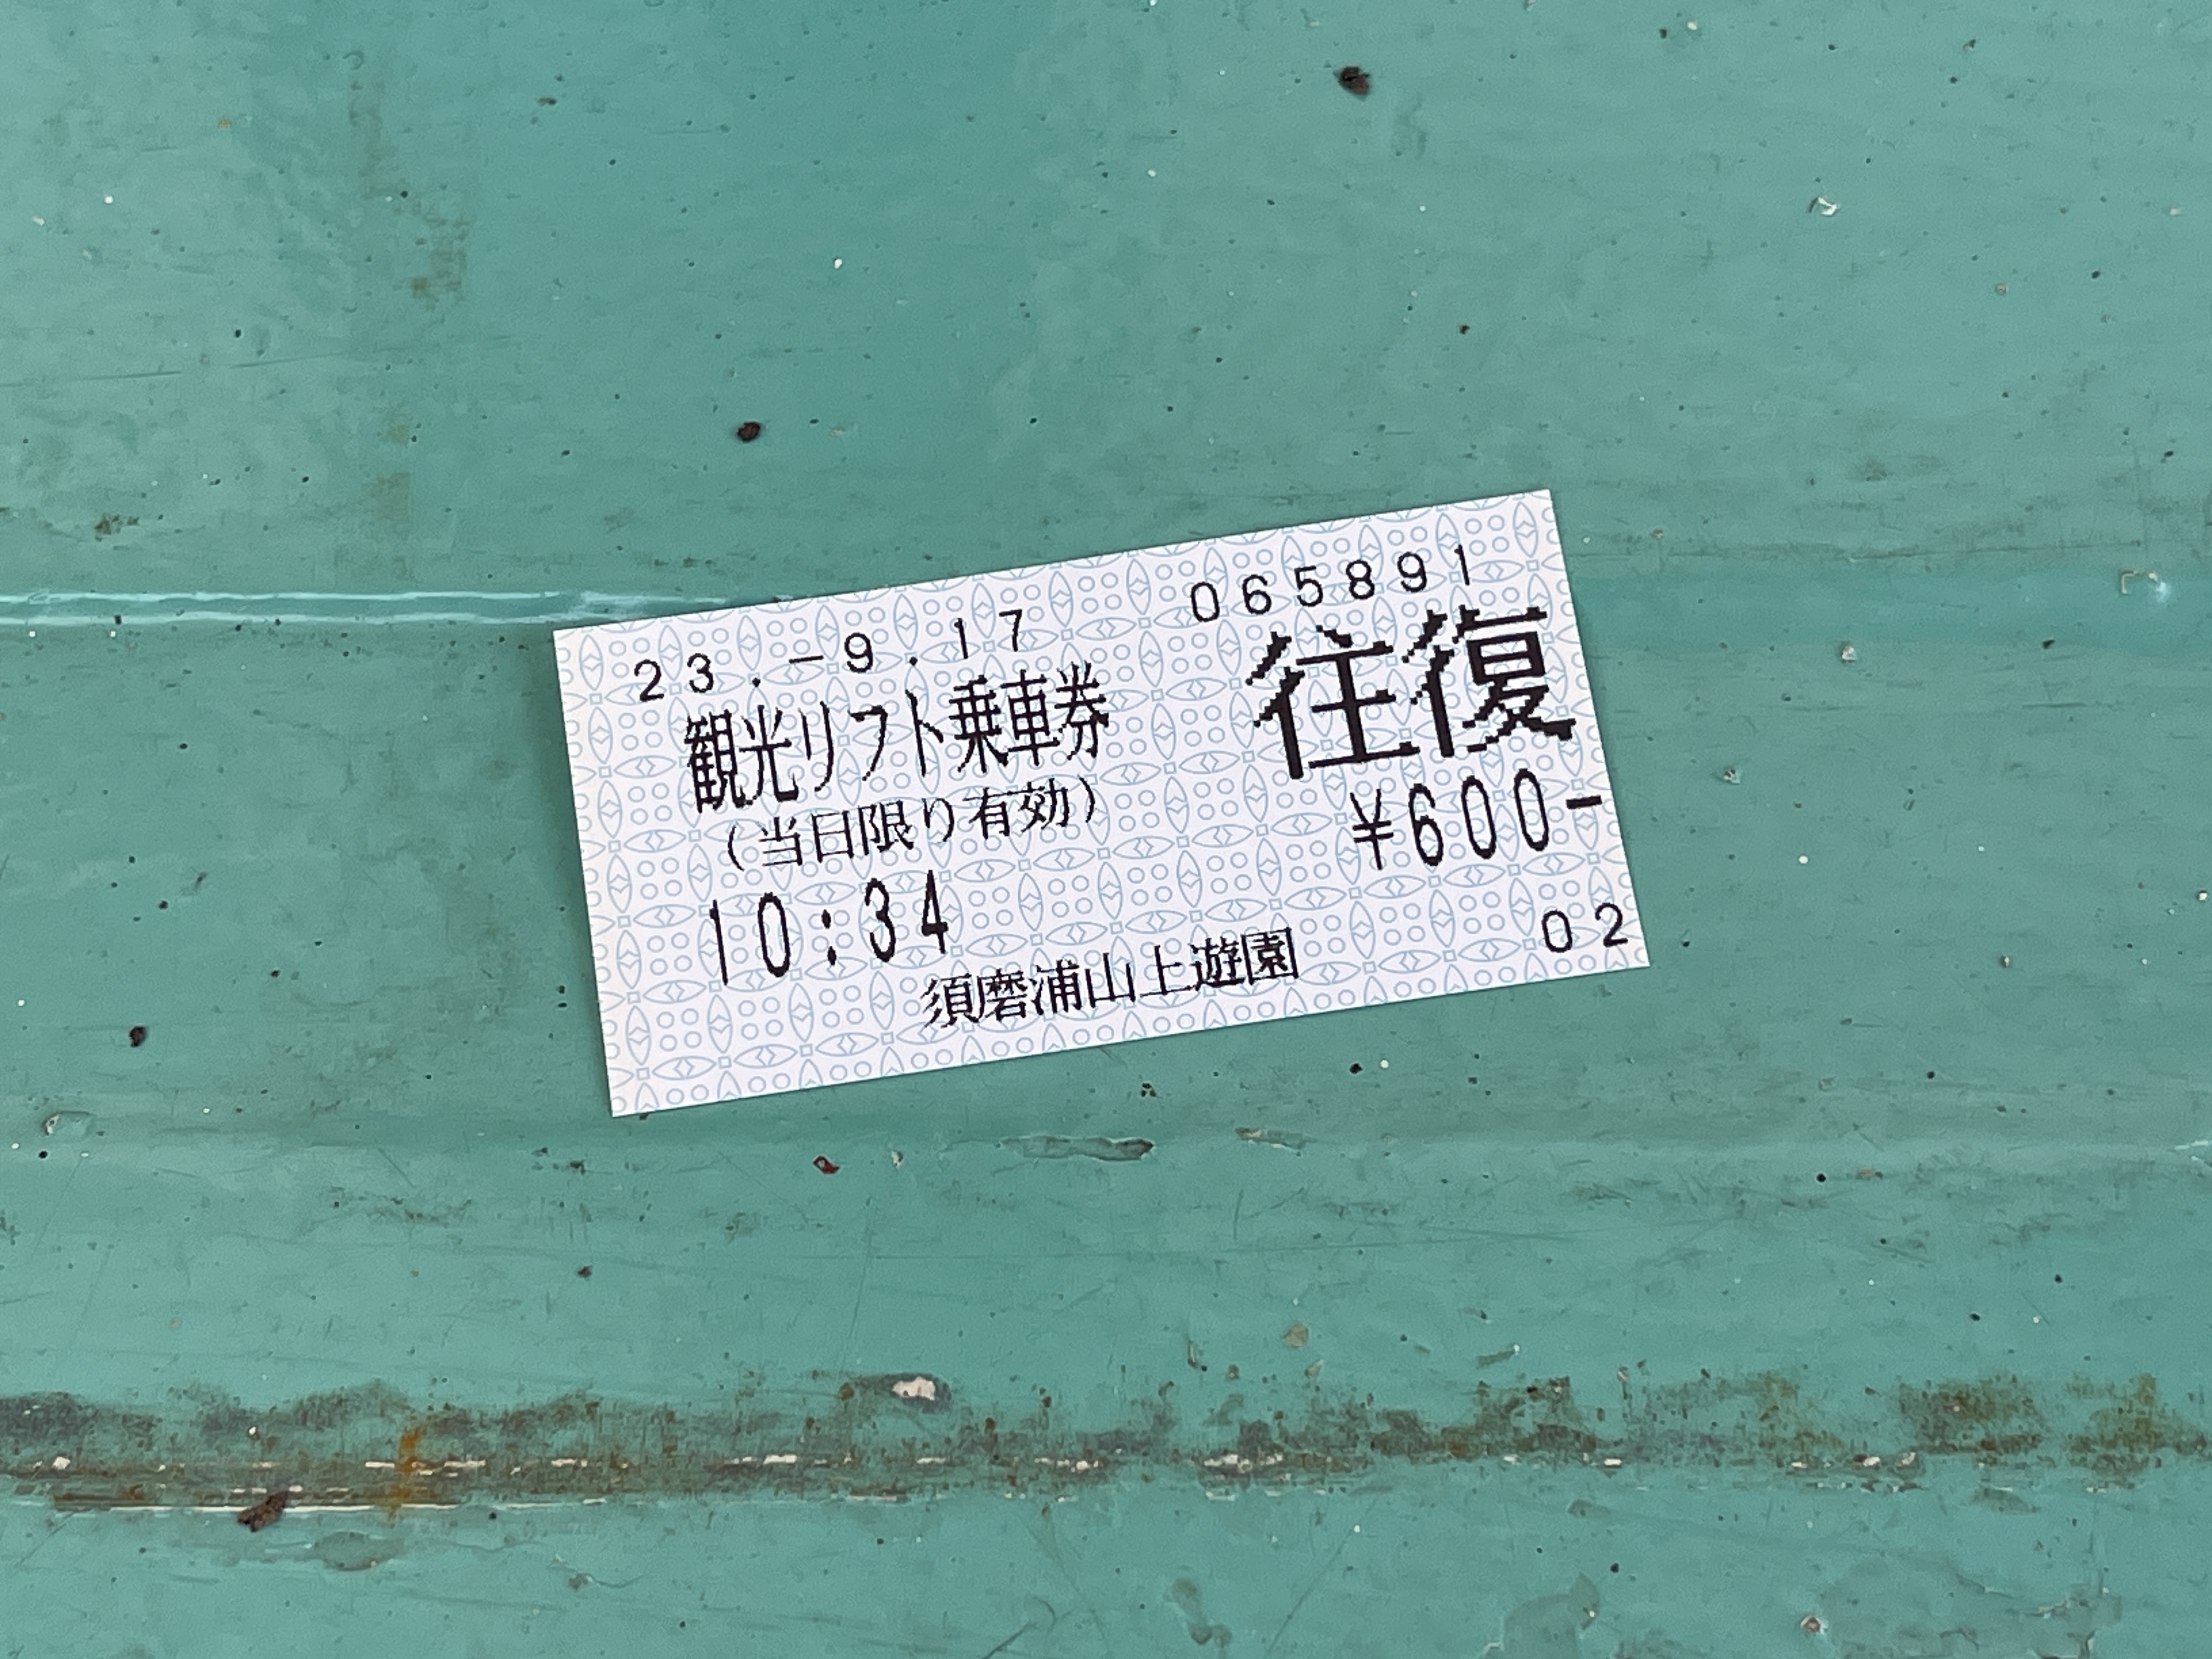 23.-9.17 065891
観光リフト乗車券 往復
(当日限り有効) ¥600-
10:34 02
須磨浦山上遊園